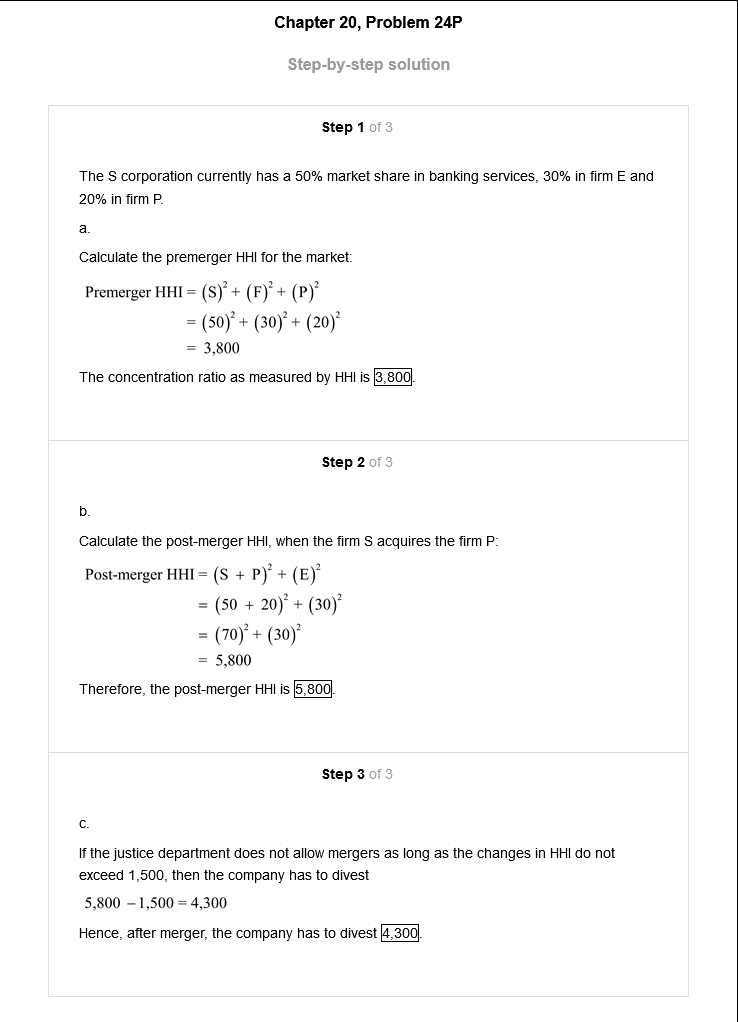 Chapter 20, Problem 24P
Step-by-step solution
Step 1 of 3
The S corporation currently has a 50% market share in banking services, 30% in firm E and
20% in firm P.
a.
Calculate the premerger HHI for the market:
Premerger HHI = (S)² + (F)² + (P)²
= (50)² + (30)² + (20)²
= 3,800
The concentration ratio as measured by HHI is 3,800.
Step 2 of 3
b.
Calculate the post-merger HHI, when the firm S acquires the firm P:
Post-merger HHI = (S + P)² + (E)²
= (50 + 20)² + (30)²
= (70)² + (30)²
= 5,800
Therefore, the post-merger HHI is 5,800.
Step 3 of 3
c.
If the justice department does not allow mergers as long as the changes in HHI do not
exceed 1,500, then the company has to divest
5,800 – 1,500 = 4,300
Hence, after merger, the company has to divest 4,300.